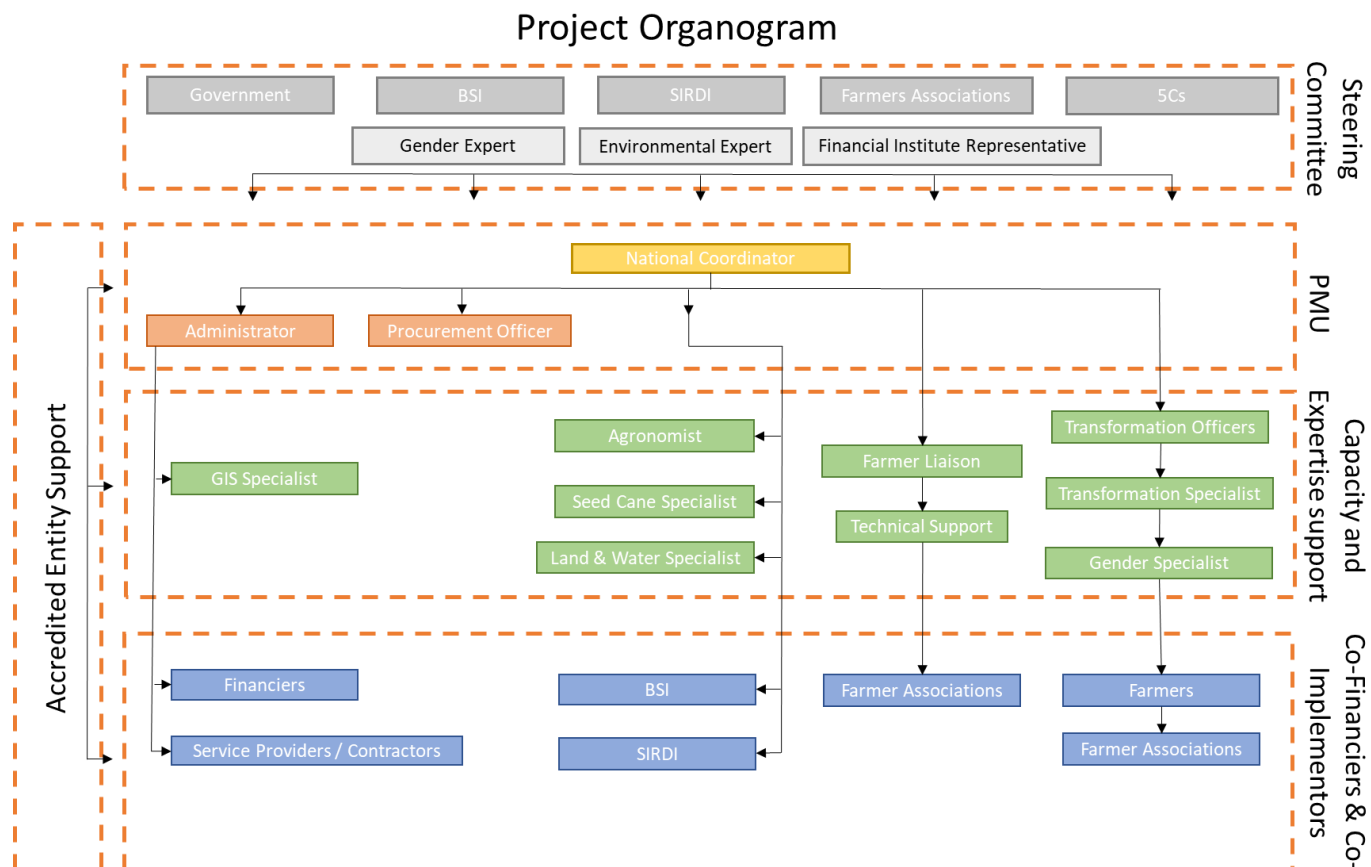 Project Organogram
Steering
Committee
Government
BSI
SIRDI
Farmers Associations
5Cs
Gender Expert
Environmental Expert
Financial Institute Representative
Accredited Entity Support
PMU
National Coordinator
Administrator
Procurement Officer
Capacity and
Expertise support
GIS Specialist
Agronomist
Seed Cane Specialist
Land & Water Specialist
Farmer Liaison
Technical Support
Transformation Officers
Transformation Specialist
Gender Specialist
Co-Financiers & Co-
Implementors
Financiers
Service Providers / Contractors
BSI
SIRDI
Farmer Associations
Farmers
Farmer Associations